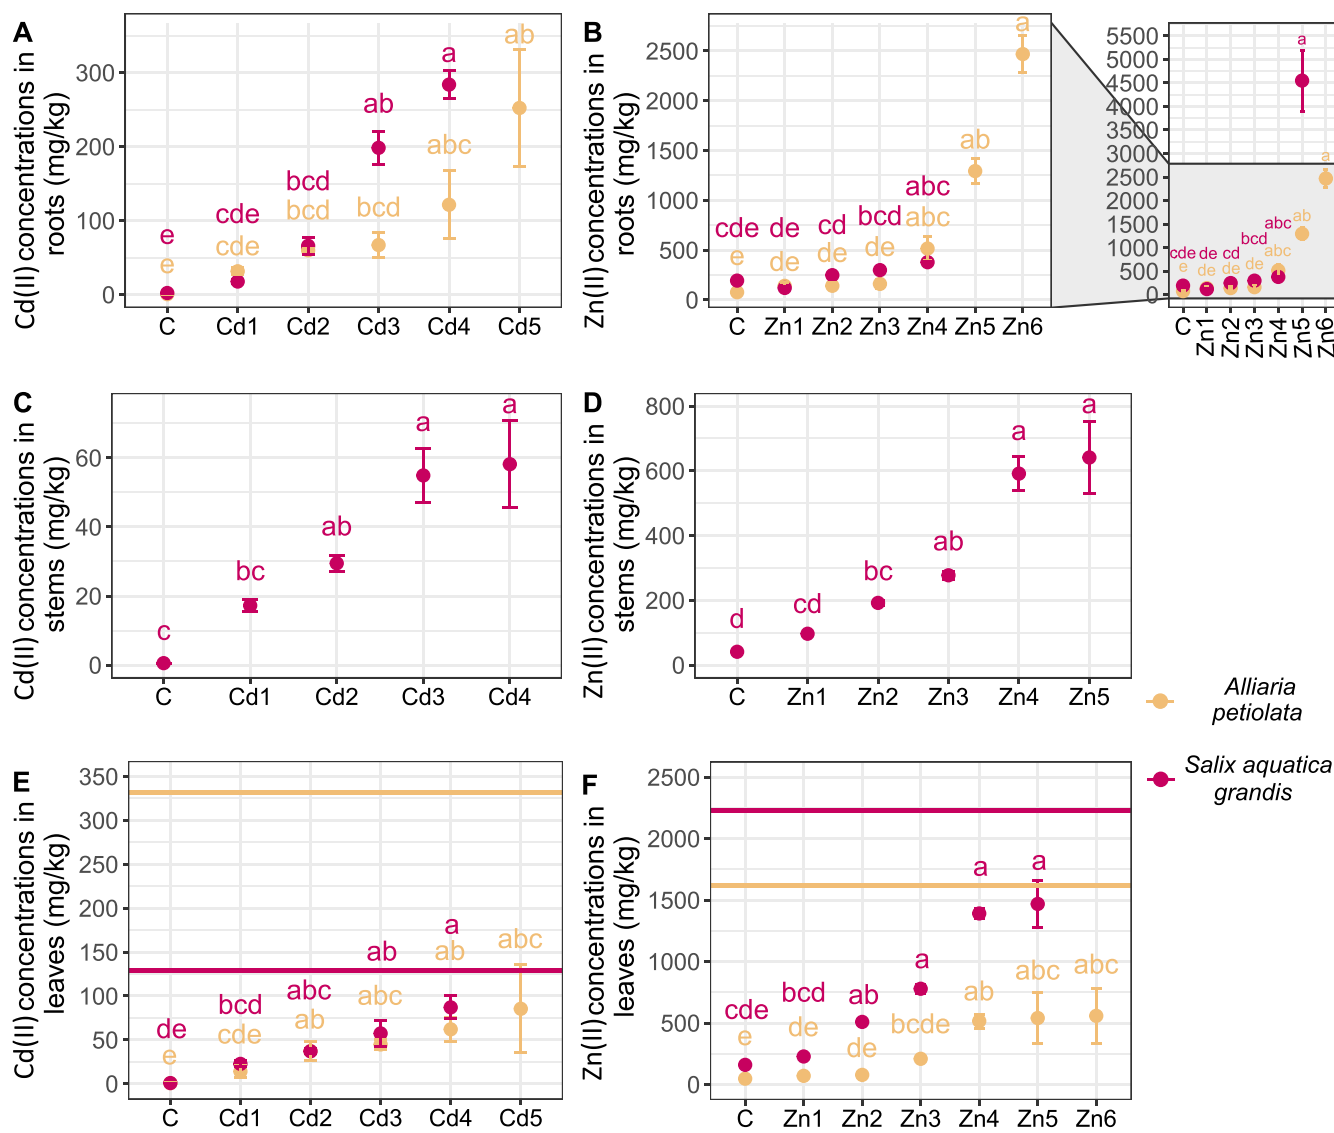 A
Cd(II) concentrations in
roots (mg/kg)
300
200
100
0
e
e
cde
cde
bcd
bcd
ab
bcd
a
abc
ab
C Cd1 Cd2 Cd3 Cd4 Cd5
B
Zn(II) concentrations in
roots (mg/kg)
2500
2000
1500
1000
500
0
cde
e
de
de
cd
de
bcd
de
abc
abc
ab
a
C Zn1 Zn2 Zn3 Zn4 Zn5 Zn6
5500
5000
4500
4000
3500
3000
2500
2000
1500
1000
500
0
cde
e
de
de
cd
de
bcd
de
abc
abc
a
ab
a
C Zn1 Zn2 Zn3 Zn4 Zn5 Zn6
C
Cd(II) concentrations in
stems (mg/kg)
60
40
20
0
c
bc
ab
a
a
C Cd1 Cd2 Cd3 Cd4
D
Zn(II) concentrations in
stems (mg/kg)
800
600
400
200
0
d
cd
bc
ab
a
a
C Zn1 Zn2 Zn3 Zn4 Zn5
Alliaria
petiolata
Salix aquatica
grandis
E
Cd(II) concentrations in
leaves (mg/kg)
350
300
250
200
150
100
50
0
de
e
bcd
cde
abc
ab
ab
abc
a
ab
abc
C Cd1 Cd2 Cd3 Cd4 Cd5
F
Zn(II) concentrations in
leaves (mg/kg)
2500
2000
1500
1000
500
0
cde
e
bcd
de
ab
de
a
bcde
a
ab
a
abc
abc
C Zn1 Zn2 Zn3 Zn4 Zn5 Zn6